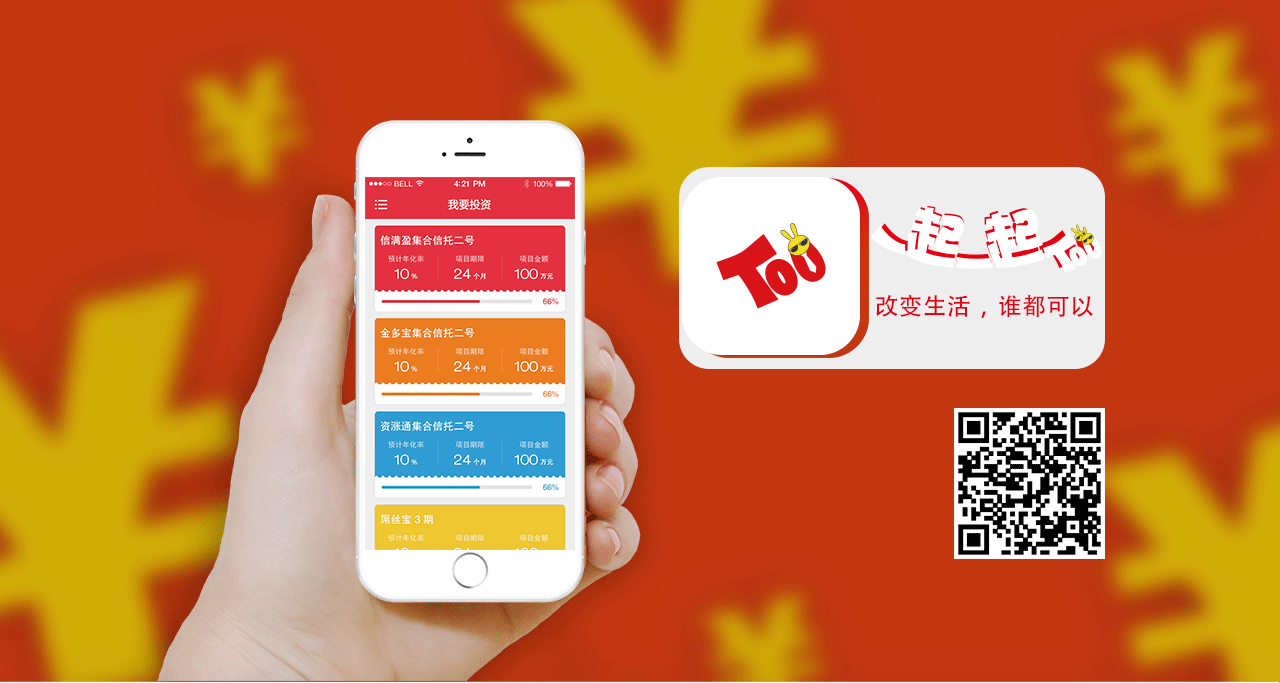 BELL 4:21 PM 100%
我要投资
信满盈集合信托二号
预计年化率 项目期限 项目金额
10% 24个月 100万元
66%
金多宝集合信托二号
预计年化率 项目期限 项目金额
10% 24个月 100万元
66%
资涨通集合信托二号
预计年化率 项目期限 项目金额
10% 24个月 100万元
66%
屌丝宝 3 期
预计年化率 项目期限 项目金额
TOU
一起一起TOU
改变生活，谁都可以